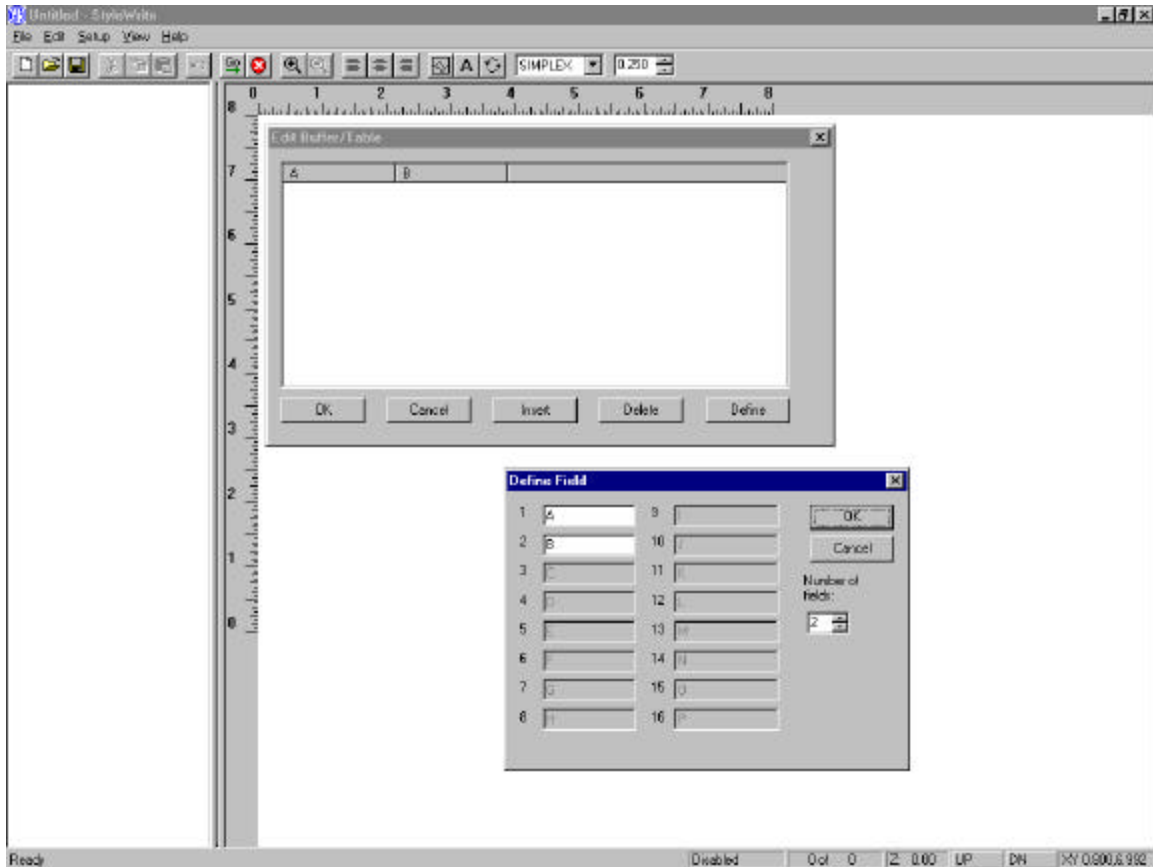 Untitled - StyleWrite
File Edit Setup View Help
Go A SIMPLEX 0.250
0 1 2 3 4 5 6 7 8
8
7
6
5
4
3
2
1
0
Edit Buffer/Table
A B
OK Cancel Insert Delete Define
Define Field
1 A 9 I
2 B 10 J
3 C 11 K
4 D 12 L
5 E 13 M
6 F 14 N
7 G 15 O
8 H 16 P
OK
Cancel
Number of
fields:
2
Ready Disabled 0 of 0 Z 0.00 UP DN XY 0.800,6.992